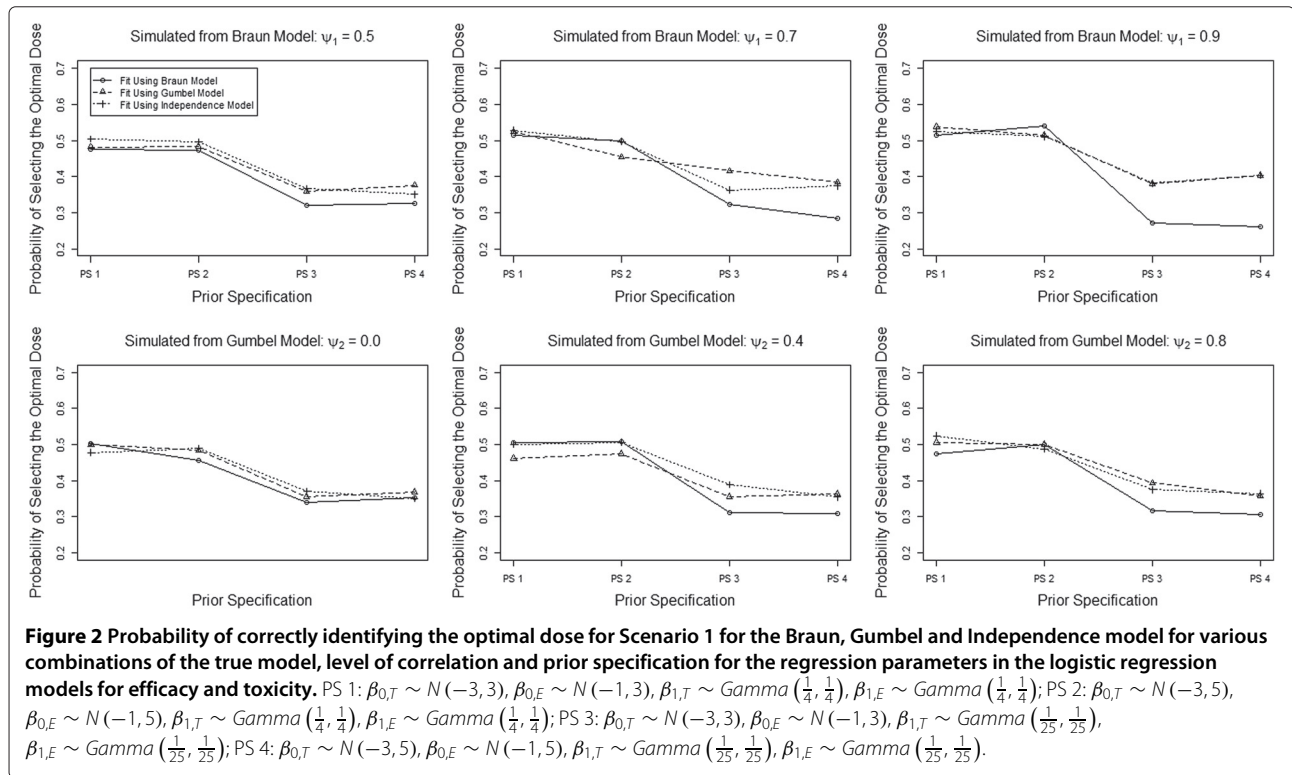 Simulated from Braun Model: ψ₁ = 0.5
Probability of Selecting the Optimal Dose
0.7
0.6
0.5
0.4
0.3
0.2
Fit Using Braun Model
Fit Using Gumbel Model
Fit Using Independence Model
PS 1 PS 2 PS 3 PS 4
Prior Specification
Simulated from Braun Model: ψ₁ = 0.7
Probability of Selecting the Optimal Dose
0.7
0.6
0.5
0.4
0.3
0.2
PS 1 PS 2 PS 3 PS 4
Prior Specification
Simulated from Braun Model: ψ₁ = 0.9
Probability of Selecting the Optimal Dose
0.7
0.6
0.5
0.4
0.3
0.2
PS 1 PS 2 PS 3 PS 4
Prior Specification
Simulated from Gumbel Model: ψ₂ = 0.0
Probability of Selecting the Optimal Dose
0.7
0.6
0.5
0.4
0.3
0.2
Prior Specification
Simulated from Gumbel Model: ψ₂ = 0.4
Probability of Selecting the Optimal Dose
0.7
0.6
0.5
0.4
0.3
0.2
PS 1 PS 2 PS 3 PS 4
Prior Specification
Simulated from Gumbel Model: ψ₂ = 0.8
Probability of Selecting the Optimal Dose
0.7
0.6
0.5
0.4
0.3
0.2
PS 1 PS 2 PS 3 PS 4
Prior Specification
Figure 2 Probability of correctly identifying the optimal dose for Scenario 1 for the Braun, Gumbel and Independence model for various
combinations of the true model, level of correlation and prior specification for the regression parameters in the logistic regression
models for efficacy and toxicity. PS 1: β₀,T ∼ N (−3, 3), β₀,E ∼ N (−1, 3), β₁,T ∼ Gamma (1/4, 1/4), β₁,E ∼ Gamma (1/4, 1/4); PS 2: β₀,T ∼ N (−3, 5),
β₀,E ∼ N (−1, 5), β₁,T ∼ Gamma (1/4, 1/4), β₁,E ∼ Gamma (1/4, 1/4); PS 3: β₀,T ∼ N (−3, 3), β₀,E ∼ N (−1, 3), β₁,T ∼ Gamma (1/25, 1/25),
β₁,E ∼ Gamma (1/25, 1/25); PS 4: β₀,T ∼ N (−3, 5), β₀,E ∼ N (−1, 5), β₁,T ∼ Gamma (1/25, 1/25), β₁,E ∼ Gamma (1/25, 1/25).